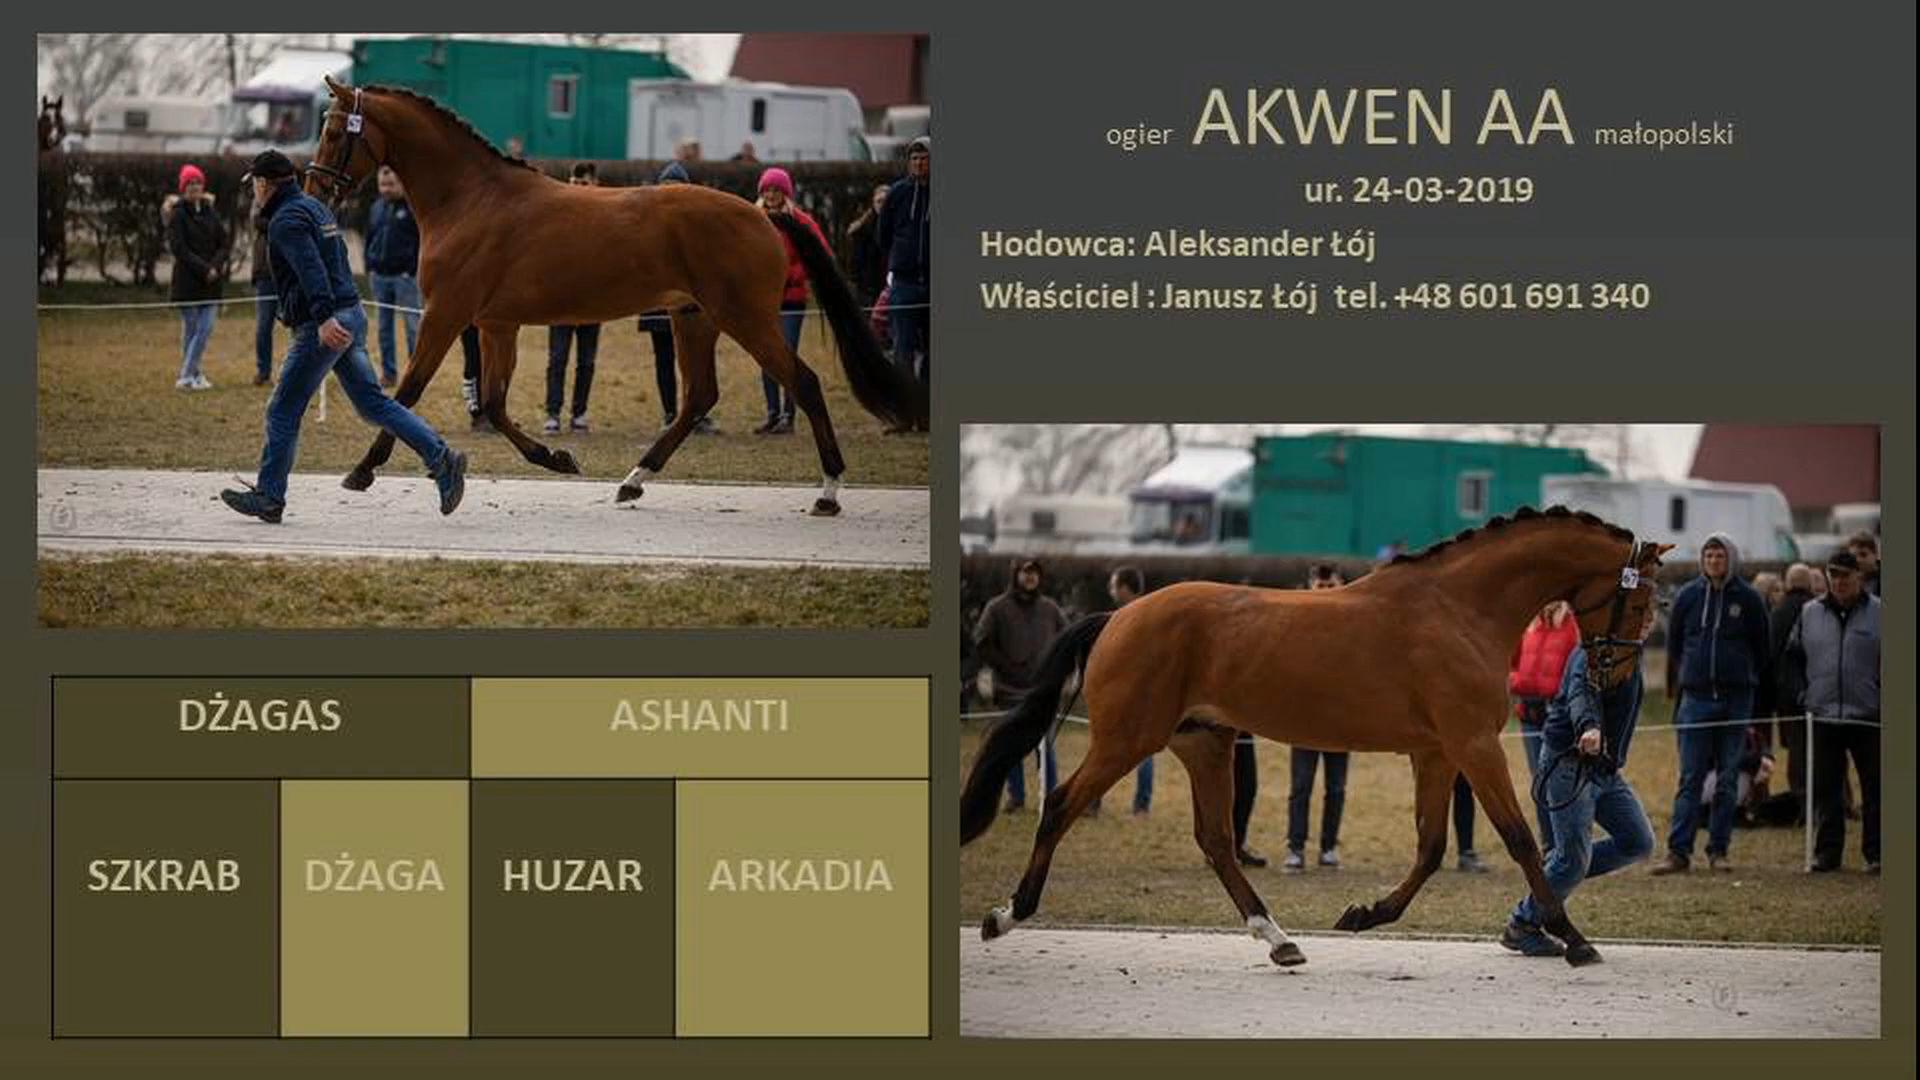 ogier AKWEN AA małopolski
ur. 24-03-2019
Hodowca: Aleksander Łój
Właściciel : Janusz Łój tel. +48 601 691 340
DŻAGAS ASHANTI
SZKRAB DŻAGA HUZAR ARKADIA
67